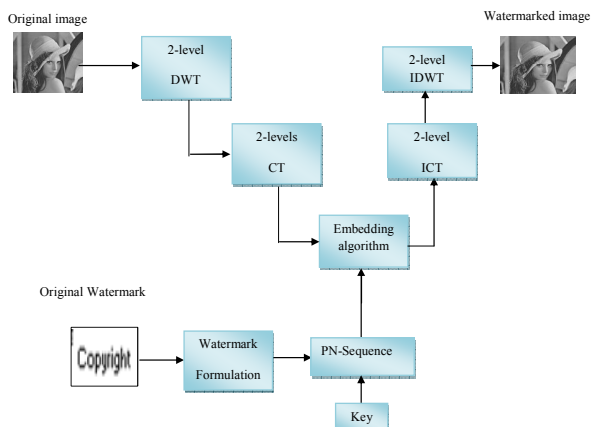 Original image
Watermarked image
2-level
DWT
2-level
IDWT
2-levels
CT
2-level
ICT
Embedding
algorithm
Original Watermark
Copyright
Watermark
Formulation
PN-Sequence
Key